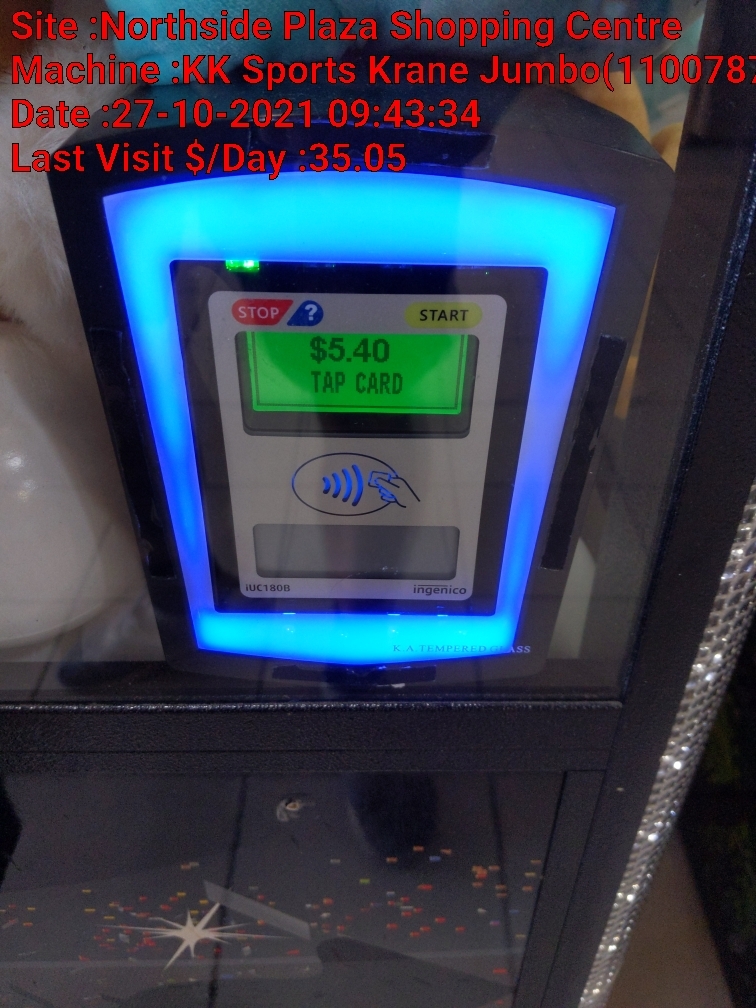 Site :Northside Plaza Shopping Centre
Machine :KK Sports Krane Jumbo(1100787
Date :27-10-2021 09:43:34
Last Visit $/Day :35.05
STOP ? START
$5.40
TAP CARD
iUC180B ingenico
K.A.TEMPERED GLASS